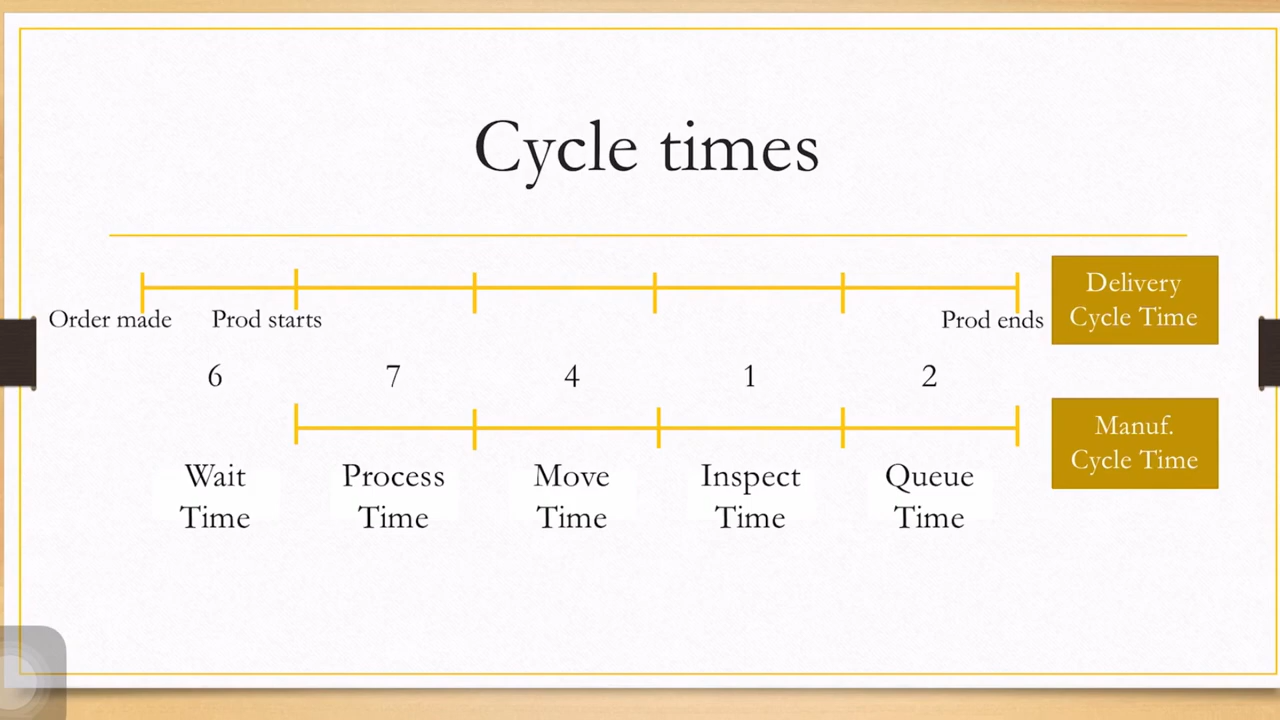 Cycle times
Delivery
Cycle Time
Order made
Prod starts
Prod ends
6
7
4
1
2
Manuf.
Cycle Time
Wait
Time
Process
Time
Move
Time
Inspect
Time
Queue
Time